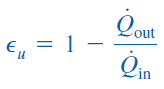 ϵ_u = 1 − Q̇_out / Q̇_in